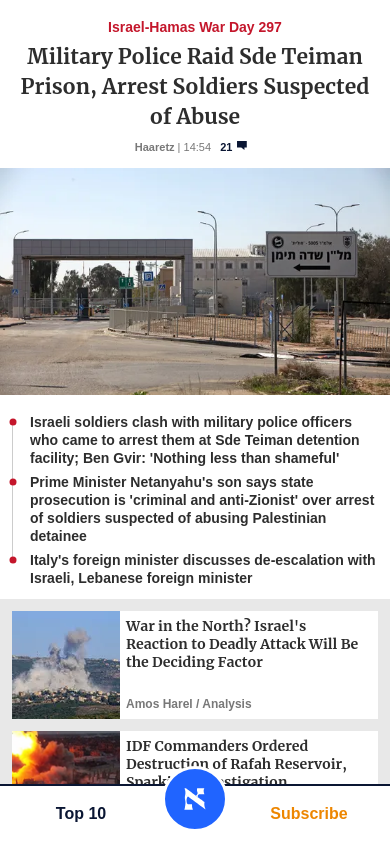 Israel-Hamas War Day 297
Military Police Raid Sde Teiman
Prison, Arrest Soldiers Suspected
of Abuse
Haaretz | 14:54 21
מל"ן שדה תימן
Israeli soldiers clash with military police officers
who came to arrest them at Sde Teiman detention
facility; Ben Gvir: 'Nothing less than shameful'
Prime Minister Netanyahu's son says state
prosecution is 'criminal and anti-Zionist' over arrest
of soldiers suspected of abusing Palestinian
detainee
Italy's foreign minister discusses de-escalation with
Israeli, Lebanese foreign minister
War in the North? Israel's
Reaction to Deadly Attack Will Be
the Deciding Factor
Amos Harel / Analysis
IDF Commanders Ordered
Destruction of Rafah Reservoir,
Top 10
Subscribe